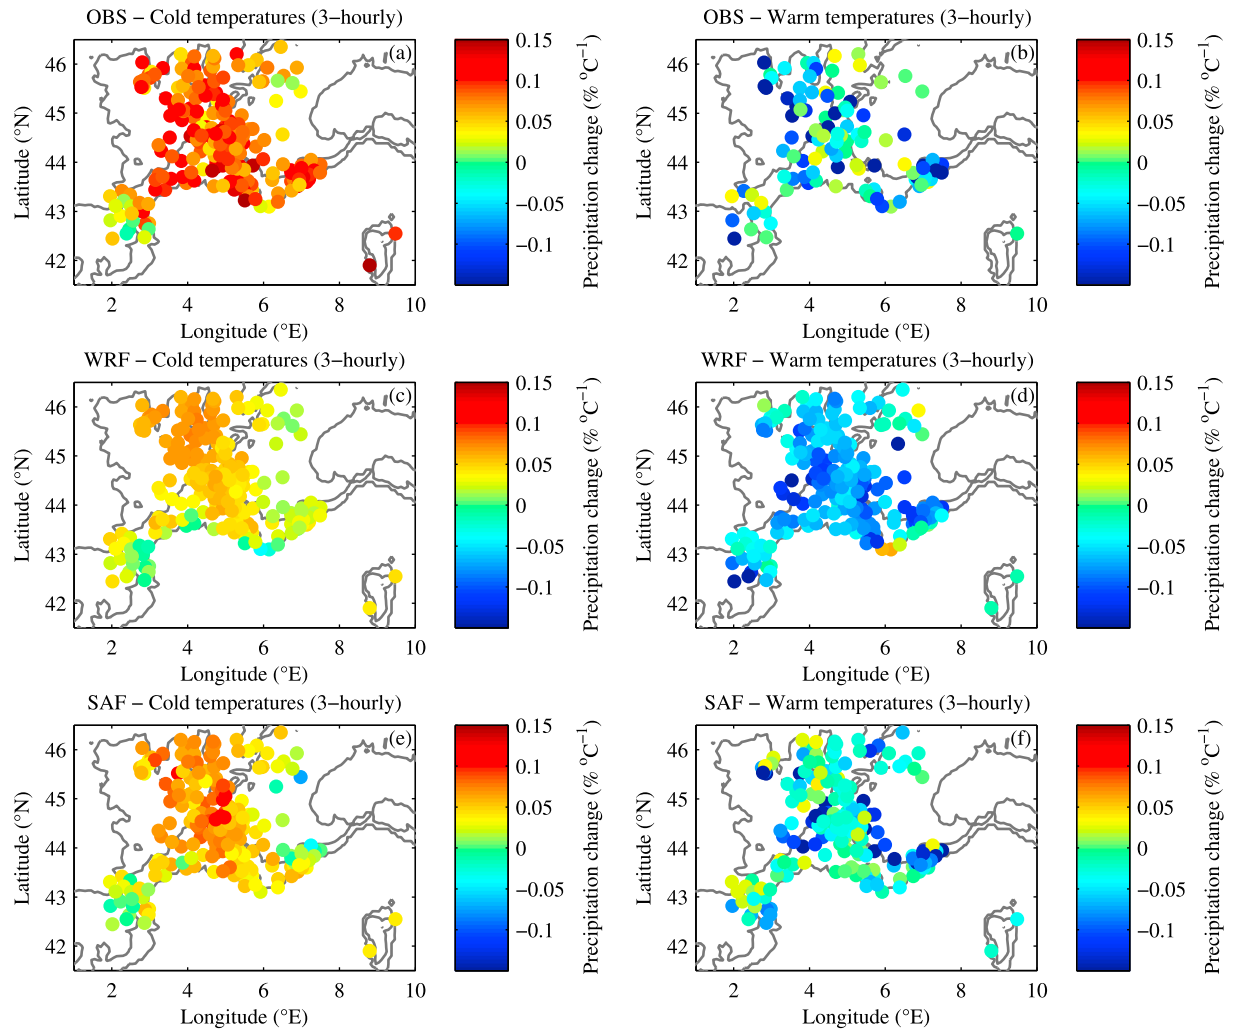 OBS − Cold temperatures (3−hourly)
(a)
46
45
44
43
42
2 4 6 8 10
Latitude (°N)
Longitude (°E)
0.15
0.1
0.05
0
−0.05
−0.1
Precipitation change (% °C−1)
OBS − Warm temperatures (3−hourly)
(b)
46
45
44
43
42
2 4 6 8 10
Latitude (°N)
Longitude (°E)
0.15
0.1
0.05
0
−0.05
−0.1
Precipitation change (% °C−1)
WRF − Cold temperatures (3−hourly)
(c)
46
45
44
43
42
2 4 6 8 10
Latitude (°N)
Longitude (°E)
0.15
0.1
0.05
0
−0.05
−0.1
Precipitation change (% °C−1)
WRF − Warm temperatures (3−hourly)
(d)
46
45
44
43
42
2 4 6 8 10
Latitude (°N)
Longitude (°E)
0.15
0.1
0.05
0
−0.05
−0.1
Precipitation change (% °C−1)
SAF − Cold temperatures (3−hourly)
(e)
46
45
44
43
42
2 4 6 8 10
Latitude (°N)
Longitude (°E)
0.15
0.1
0.05
0
−0.05
−0.1
Precipitation change (% °C−1)
SAF − Warm temperatures (3−hourly)
(f)
46
45
44
43
42
2 4 6 8 10
Latitude (°N)
Longitude (°E)
0.15
0.1
0.05
0
−0.05
−0.1
Precipitation change (% °C−1)